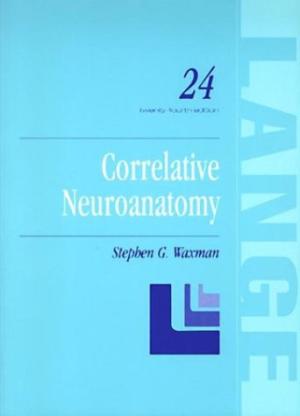 24
twenty-fourth edition
Correlative
Neuroanatomy
Stephen G. Waxman
LANGE